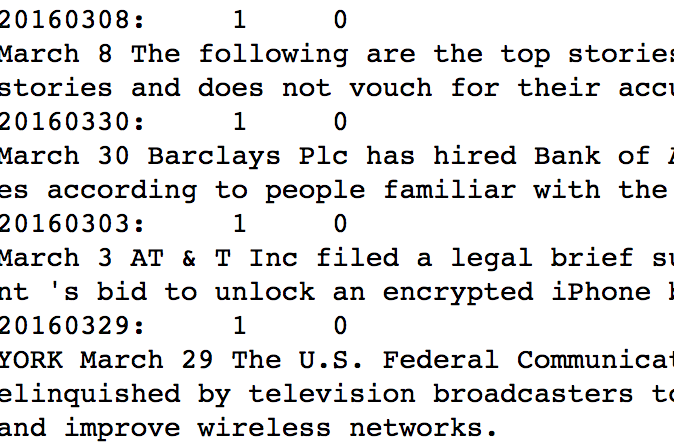 20160308: 1 0
March 8 The following are the top stories
stories and does not vouch for their accu
20160330: 1 0
March 30 Barclays Plc has hired Bank of A
es according to people familiar with the
20160303: 1 0
March 3 AT & T Inc filed a legal brief su
nt 's bid to unlock an encrypted iPhone b
20160329: 1 0
YORK March 29 The U.S. Federal Communicat
elinquished by television broadcasters to
and improve wireless networks.